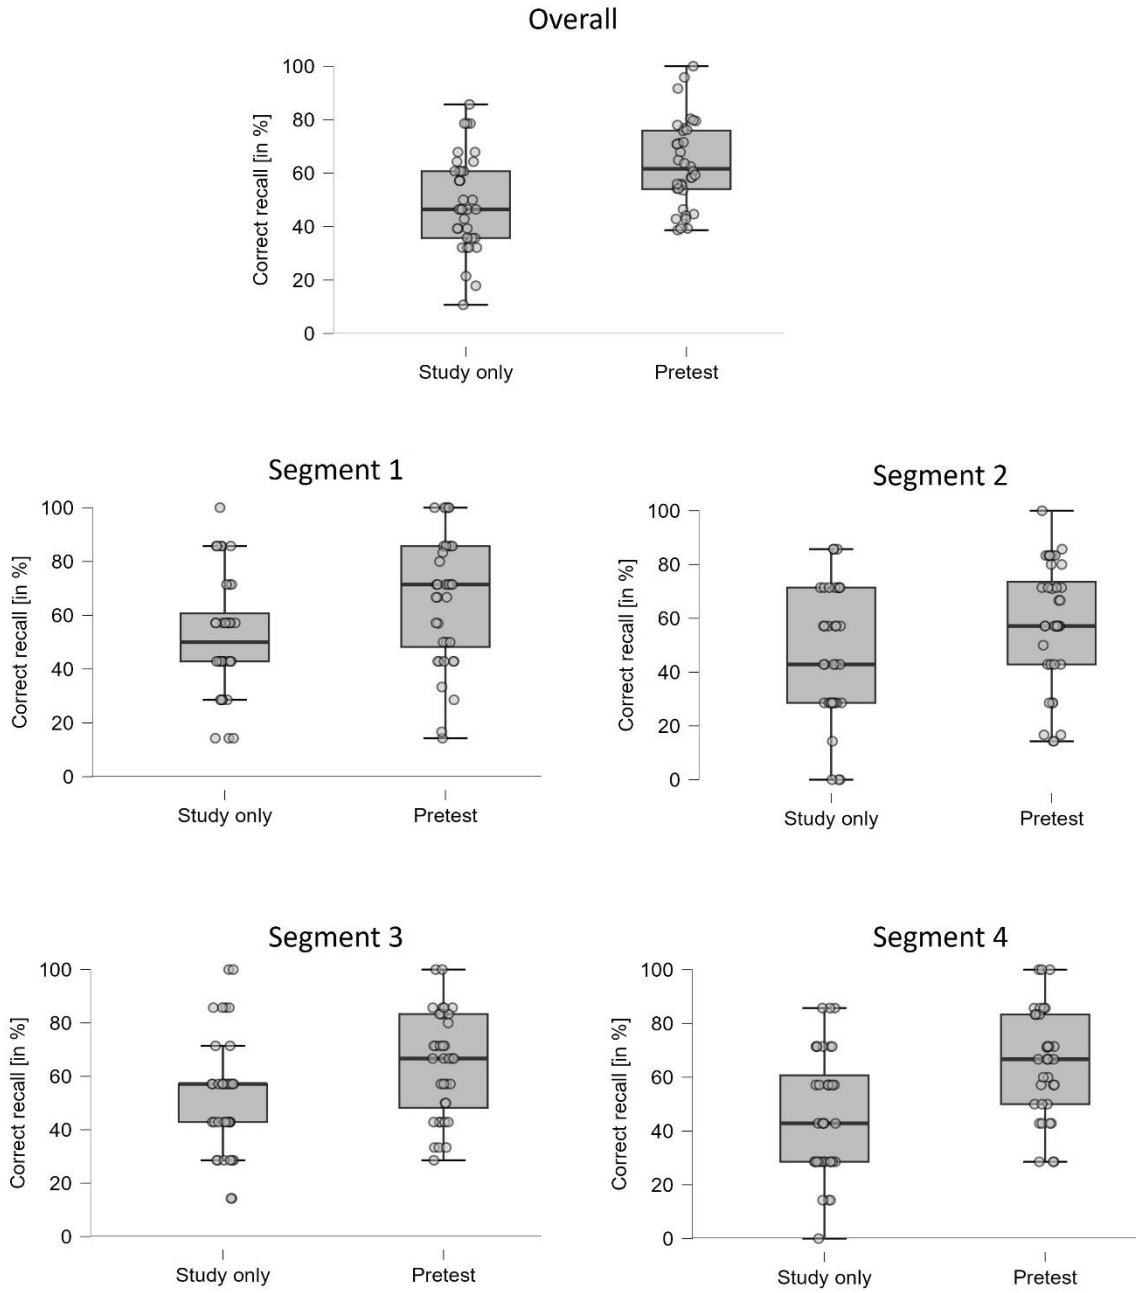 Overall
Correct recall [in %]
100
80
60
40
20
0
Study only
Pretest
Segment 1
Correct recall [in %]
100
80
60
40
20
0
Study only
Pretest
Segment 2
Correct recall [in %]
100
80
60
40
20
0
Study only
Pretest
Segment 3
Correct recall [in %]
100
80
60
40
20
0
Study only
Pretest
Segment 4
Correct recall [in %]
100
80
60
40
20
0
Study only
Pretest